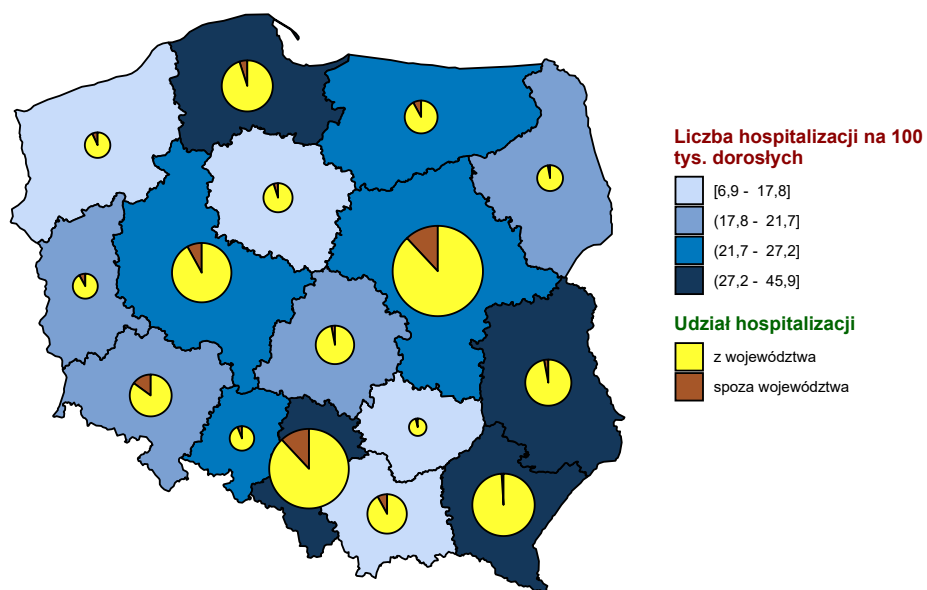 Liczba hospitalizacji na 100
tys. dorosłych
[6,9 - 17,8]
(17,8 - 21,7]
(21,7 - 27,2]
(27,2 - 45,9]
Udział hospitalizacji
z województwa
spoza województwa